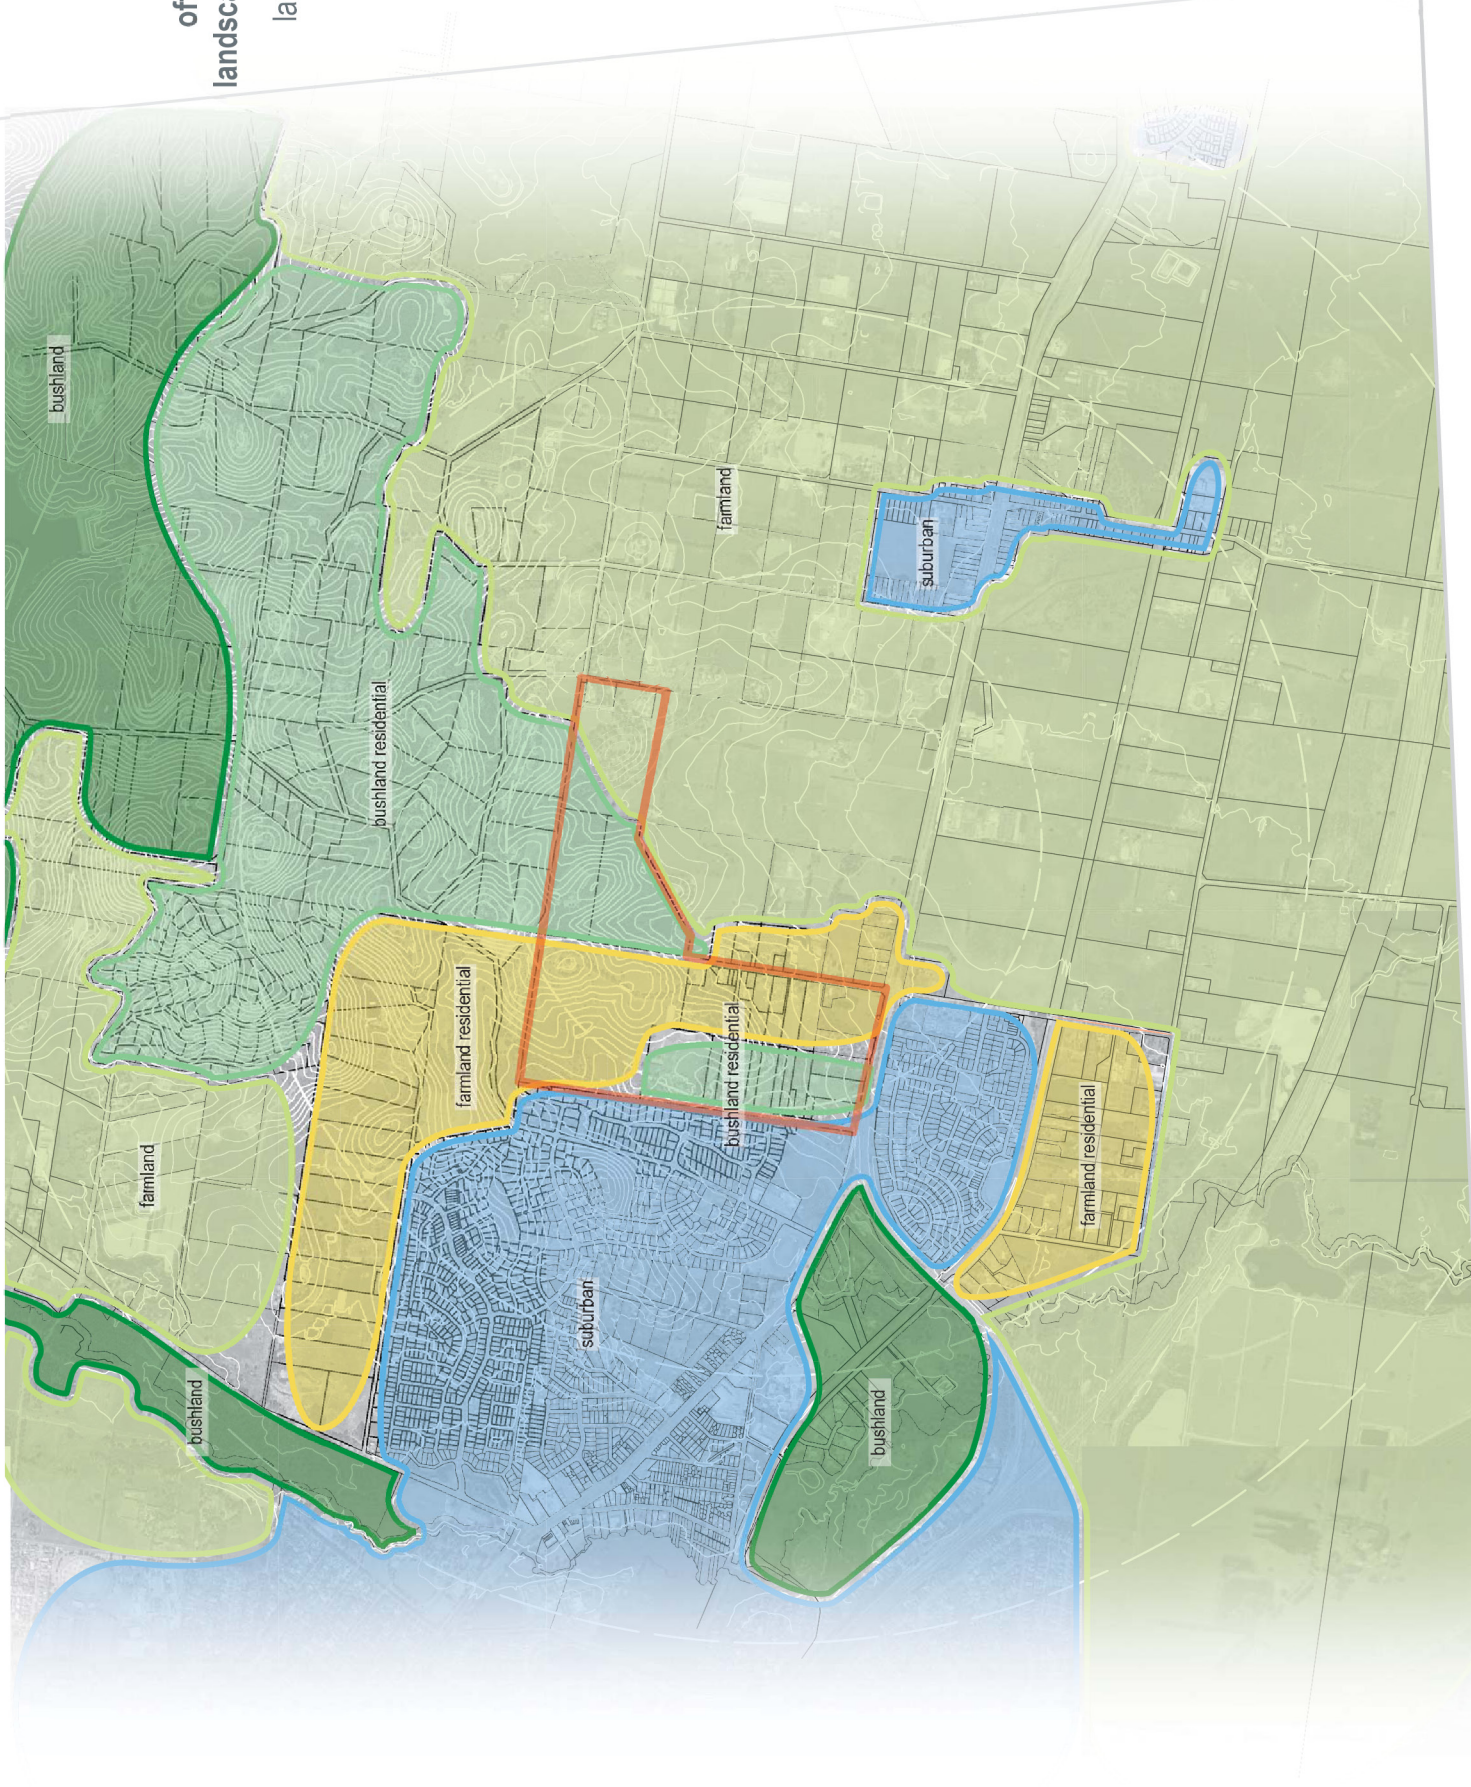 of
landsc
la
bushland
farmland
suburban
bushland residential
farmland residential
bushland residential
farmland residential
farmland
suburban
bushland
bushland